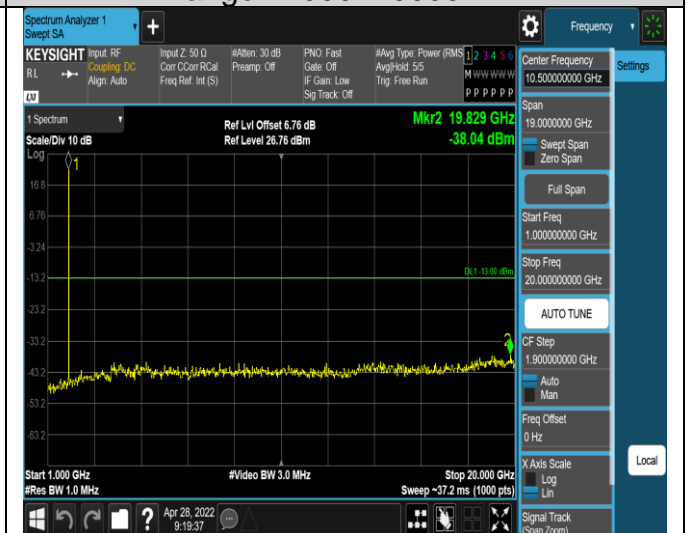 Spectrum Analyzer 1
Swept SA
+
Frequency
KEYSIGHT
Input: RF
Input Z: 50 Ω
#Atten: 30 dB
PNO: Fast
#Avg Type: Power (RMS
1 2 3 4 5 6
RL
Coupling: DC
Corr CCorr RCal
Preamp: Off
Gate: Off
Avg|Hold: 5/5
M W W W W W
Align: Auto
Freq Ref: Int (S)
IF Gain: Low
Trig: Free Run
Sig Track: Off
P P P P P P
LXI
1 Spectrum
Ref Lvl Offset 6.76 dB
Mkr2 19.829 GHz
Scale/Div 10 dB
Ref Level 26.76 dBm
-38.04 dBm
Log
1
16.8
6.76
-3.24
DL1 -13.00 dBm
-13.2
-23.2
-33.2
2
-43.2
-53.2
-63.2
Start 1.000 GHz
#Video BW 3.0 MHz
Stop 20.000 GHz
#Res BW 1.0 MHz
Sweep ~37.2 ms (1000 pts)
?
Apr 28, 2022
9:19:37
Center Frequency
10.500000000 GHz
Settings
Span
19.0000000 GHz
Swept Span
Zero Span
Full Span
Start Freq
1.000000000 GHz
Stop Freq
20.000000000 GHz
AUTO TUNE
CF Step
1.900000000 GHz
Auto
Man
Freq Offset
0 Hz
X Axis Scale
Log
Lin
Local
Signal Track
(Span Zoom)